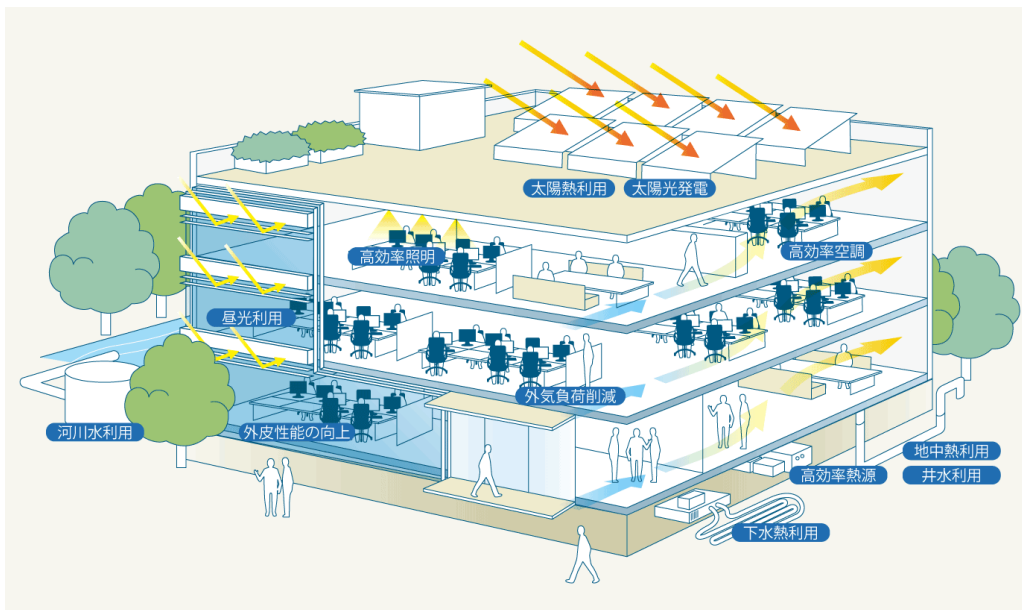 太陽熱利用
太陽光発電
高効率照明
高効率空調
昼光利用
外気負荷削減
河川水利用
外皮性能の向上
地中熱利用
高効率熱源
井水利用
下水熱利用